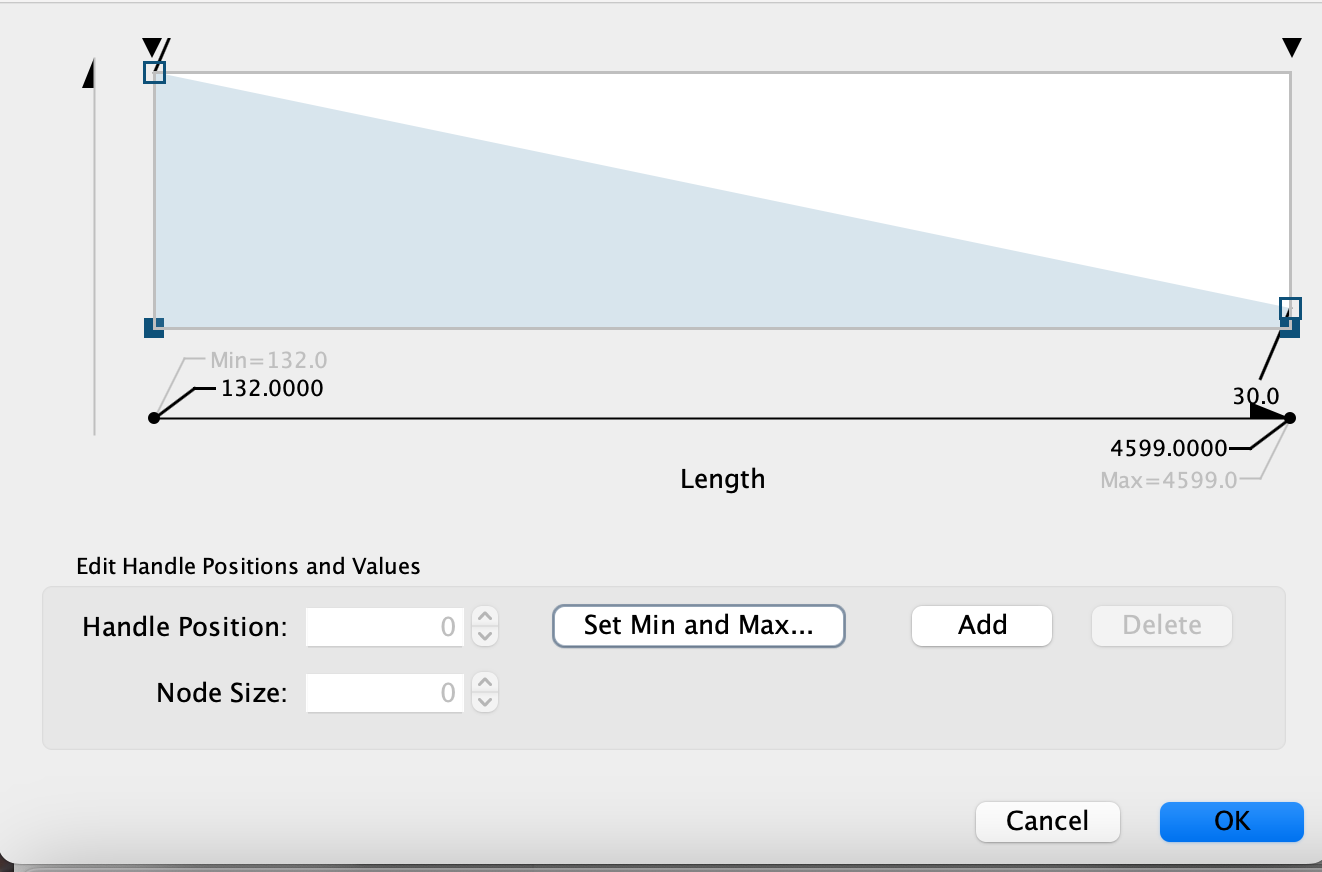 Min=132.0
132.0000
30.0
4599.0000
Max=4599.0
Length
Edit Handle Positions and Values
Handle Position: 0 Set Min and Max... Add Delete
Node Size: 0
Cancel OK